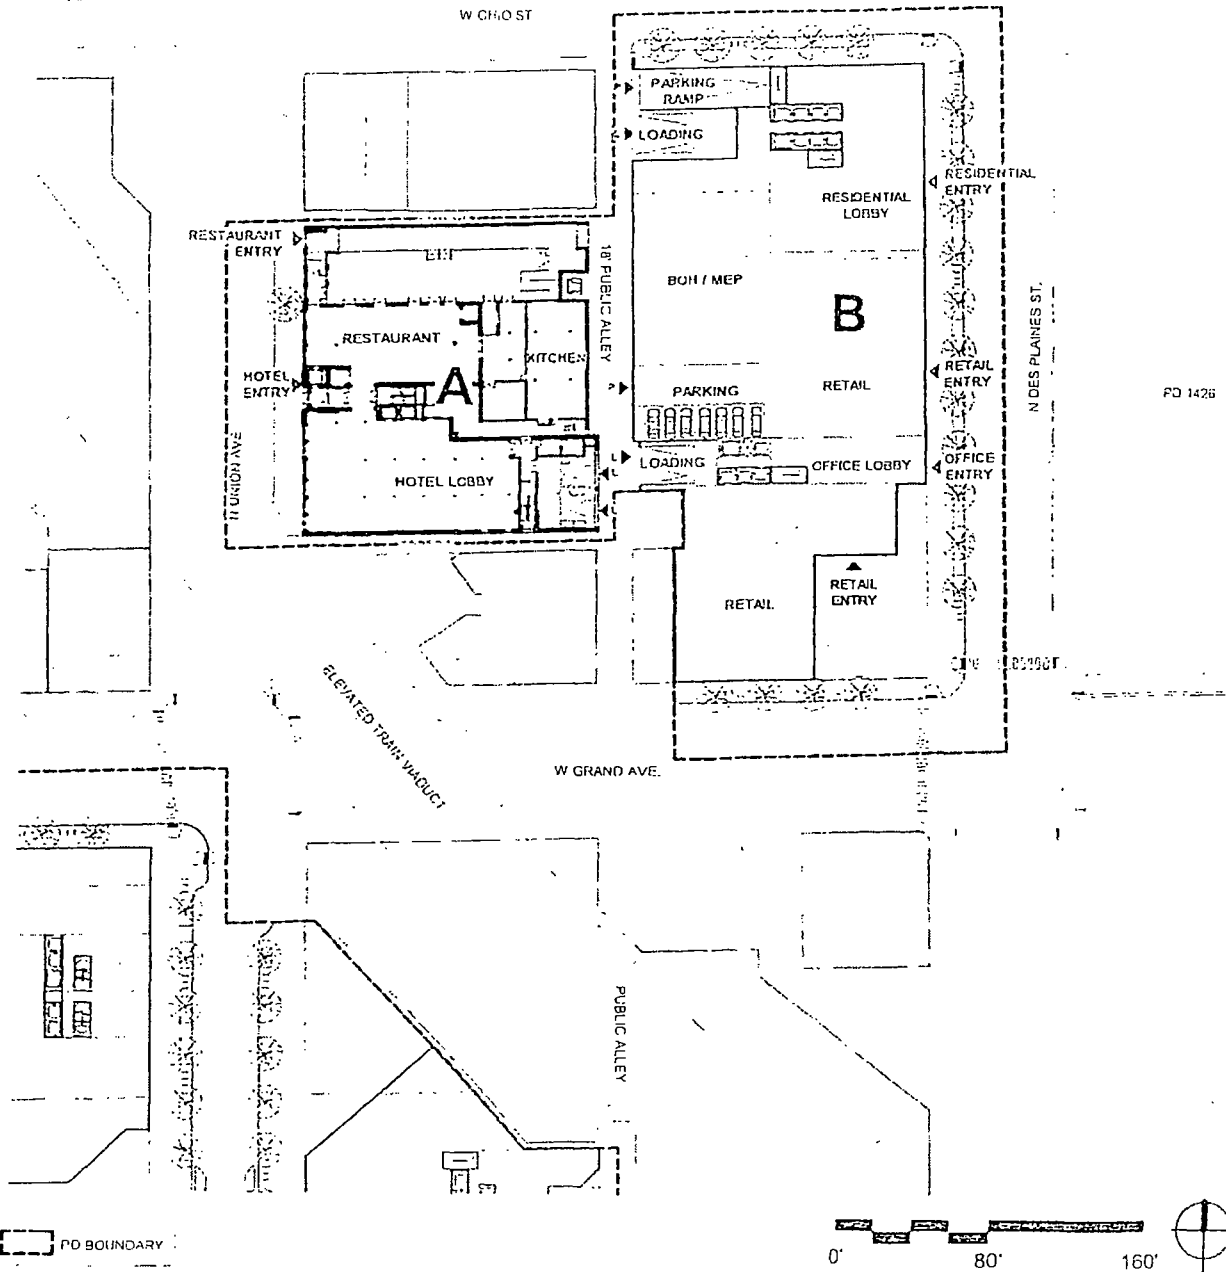 W OHIO ST
PARKING
RAMP
LOADING
RESIDENTIAL
ENTRY
RESIDENTIAL
LOBBY
RESTAURANT
ENTRY
18' PUBLIC ALLEY
BOH / MEP
B
N DES PLAINES ST.
RESTAURANT
KITCHEN
HOTEL
ENTRY
A
PARKING
RETAIL
RETAIL
ENTRY
PD 1426
N UNION AVE
HOTEL LOBBY
LOADING
OFFICE LOBBY
OFFICE
ENTRY
RETAIL
RETAIL
ENTRY
ELEVATED TRAIN VIADUCT
W GRAND AVE.
PUBLIC ALLEY
PD BOUNDARY
0'
80'
160'